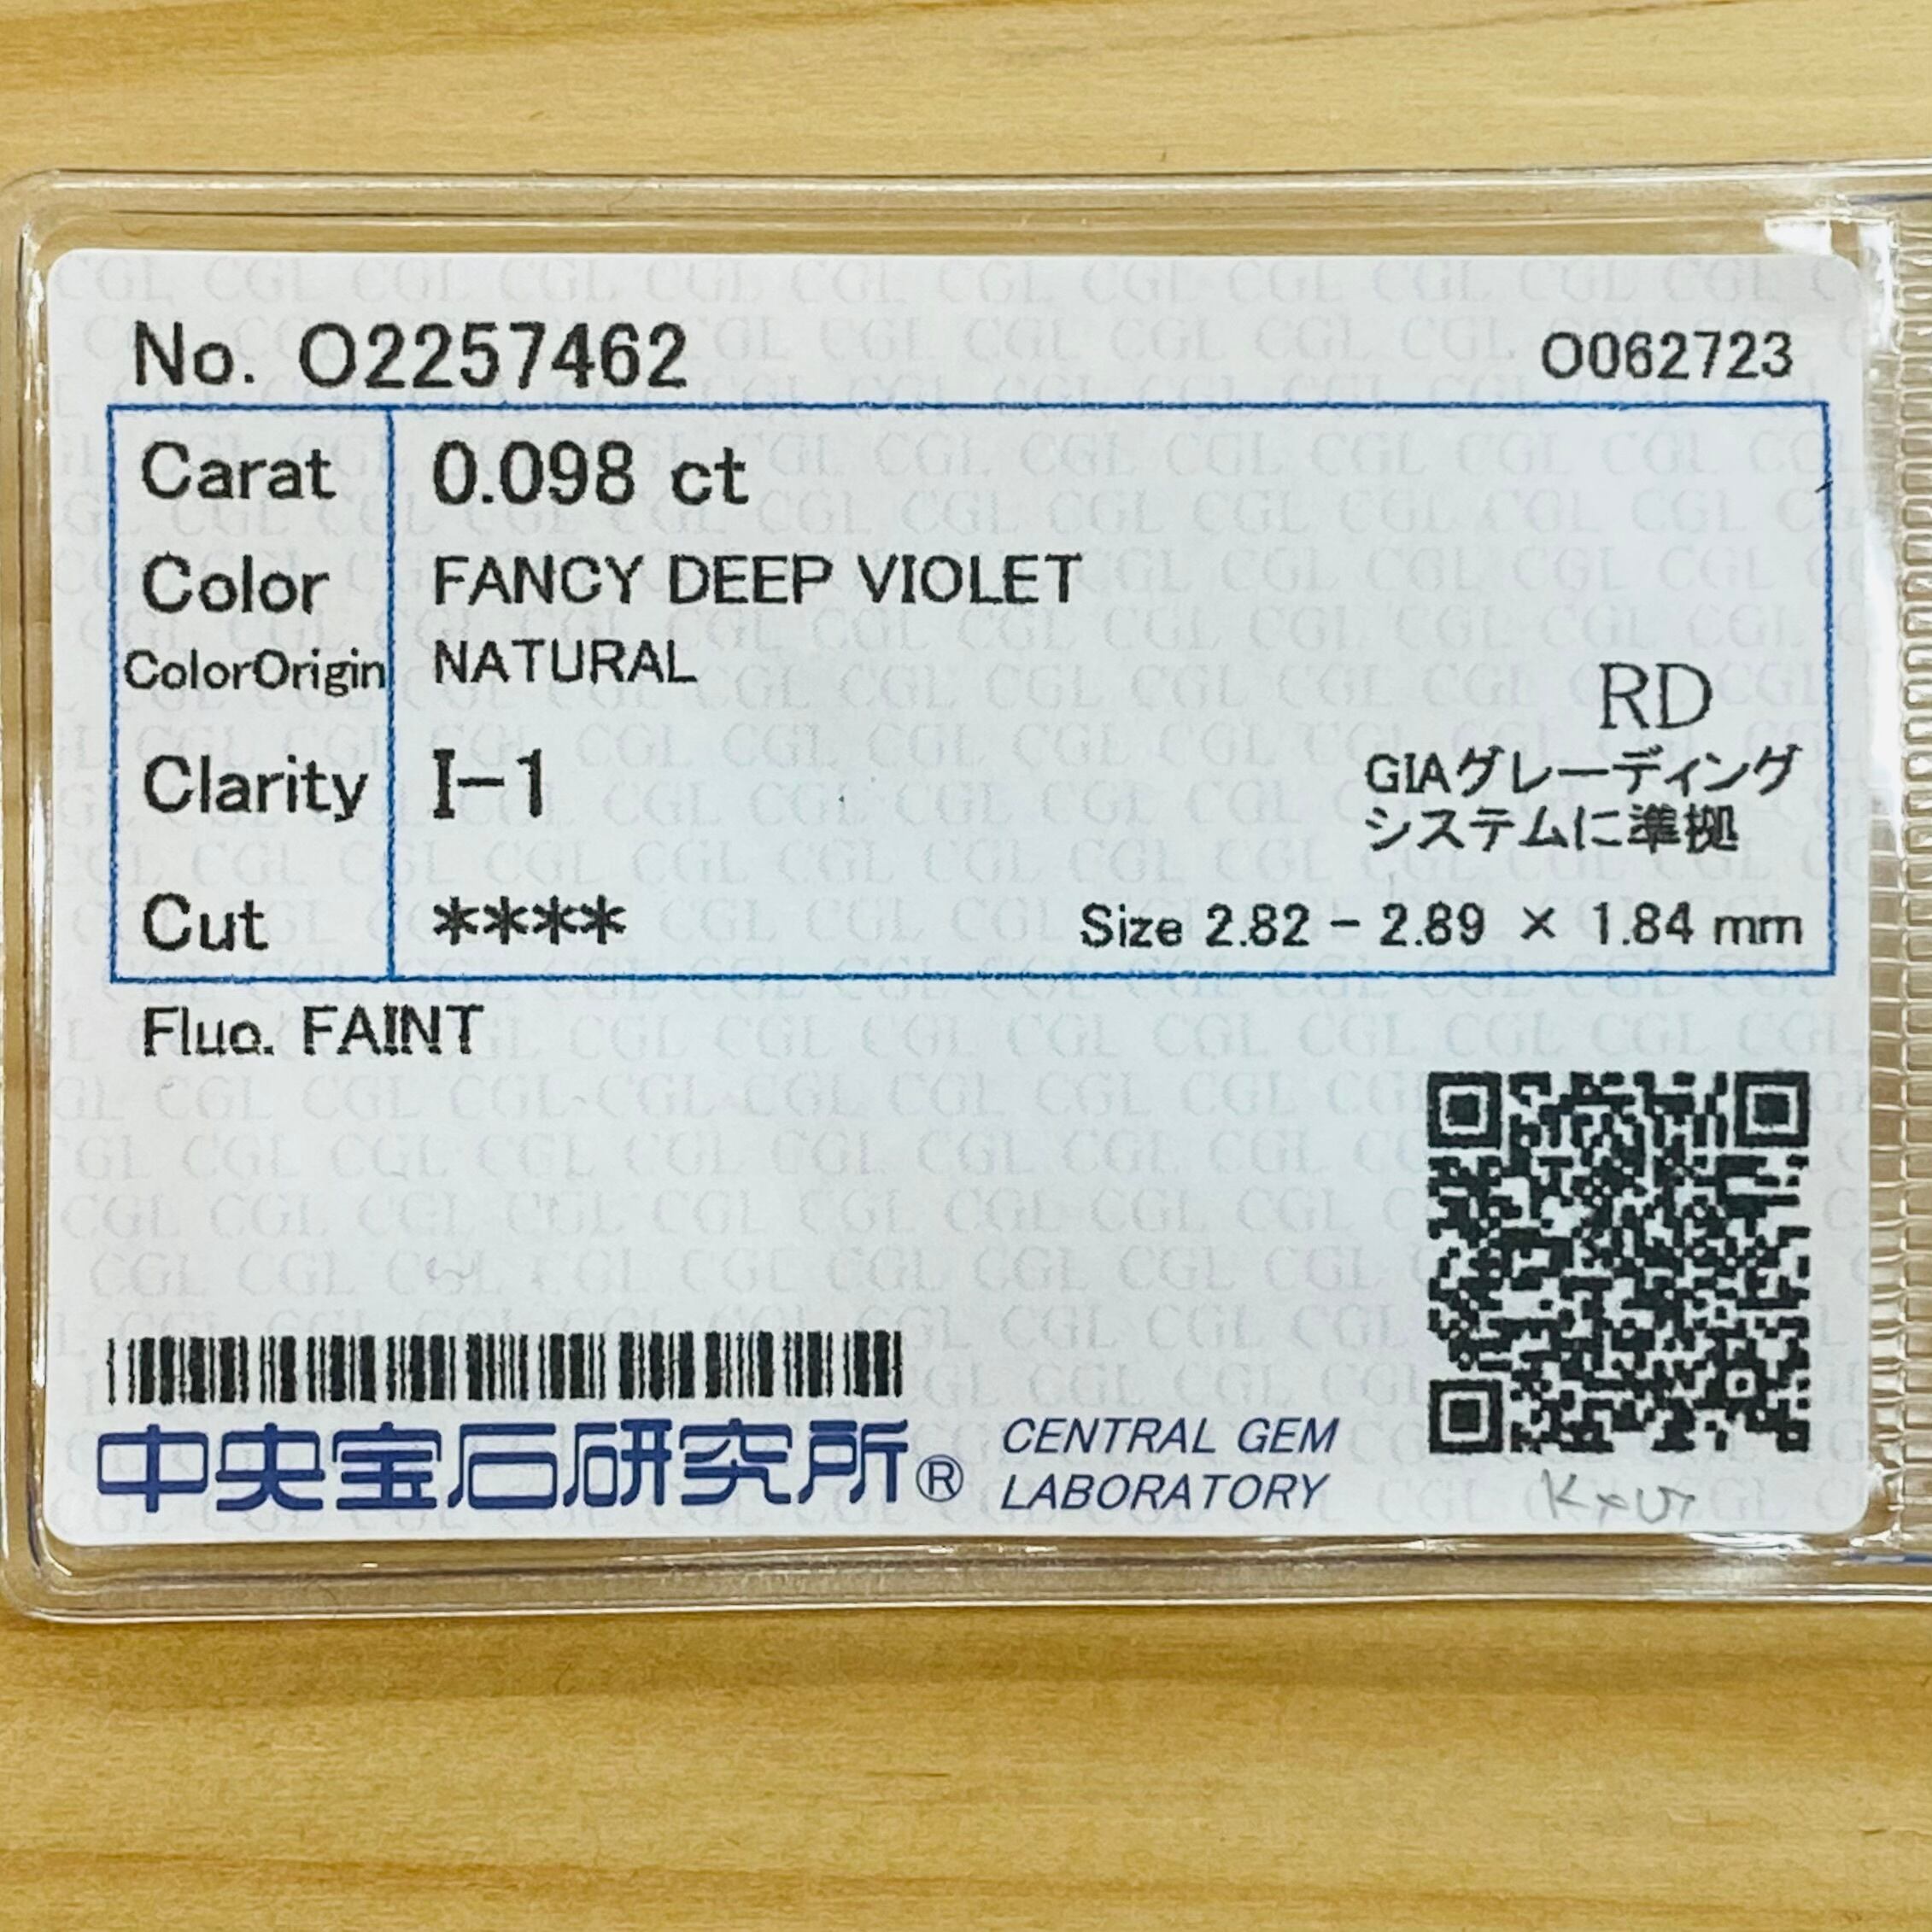 No. O2257462
O062723
Carat 0.098 ct
Color FANCY DEEP VIOLET
ColorOrigin NATURAL
RD
Clarity I-1
GIAグレーディング
システムに準拠
Cut ****
Size 2.82 - 2.89 × 1.84 mm
Fluo. FAINT
中央宝石研究所® CENTRAL GEM
LABORATORY